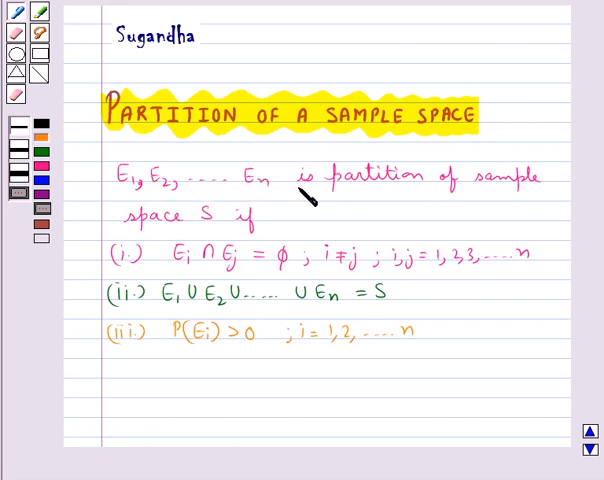 Sugandha
PARTITION OF A SAMPLE SPACE
E1, E2, ..... En is partition of sample
space S if
(i.) Ei ∩ Ej = φ ; i ≠ j ; i,j = 1,2,3,.....n
(ii.) E1 ∪ E2 ∪ ..... ∪ En = S
(iii.) P(Ei) > 0 ; i = 1, 2, ..... n